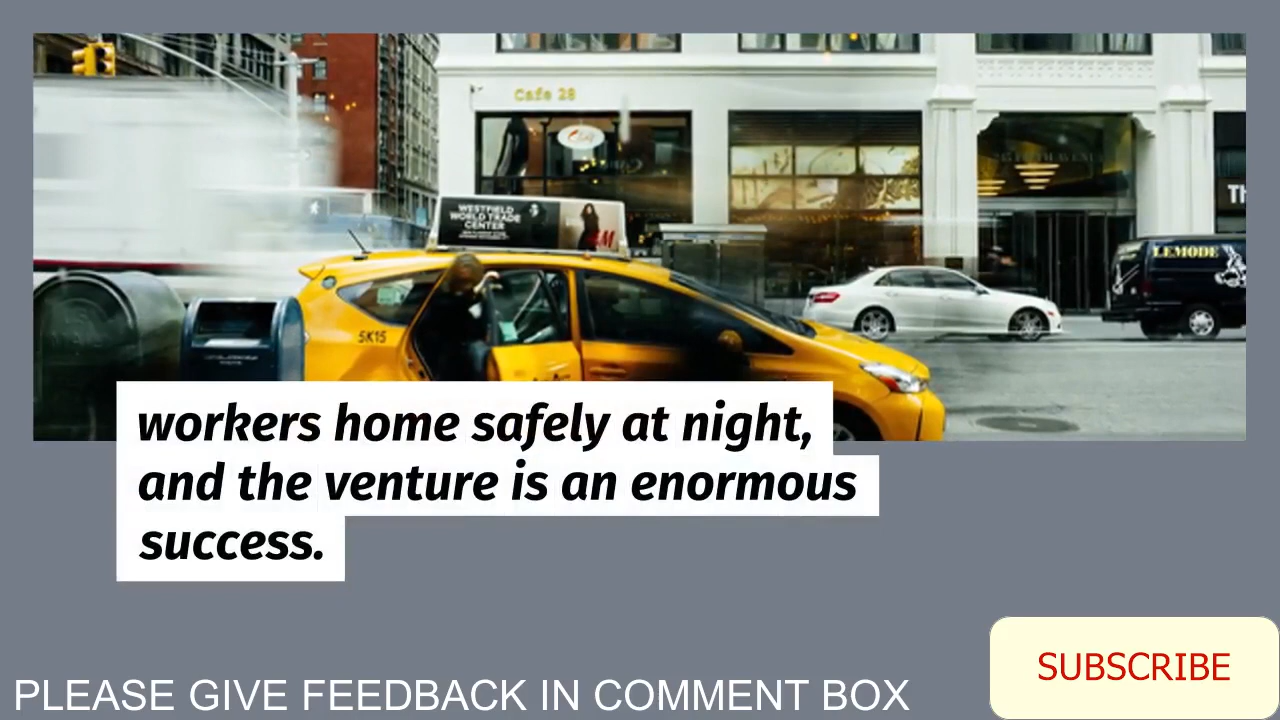 Cafe 28
WESTFIELD
WORLD TRADE
CENTER
H&M
Th
LEMODE
5K15
workers home safely at night,
and the venture is an enormous
success.
SUBSCRIBE
PLEASE GIVE FEEDBACK IN COMMENT BOX